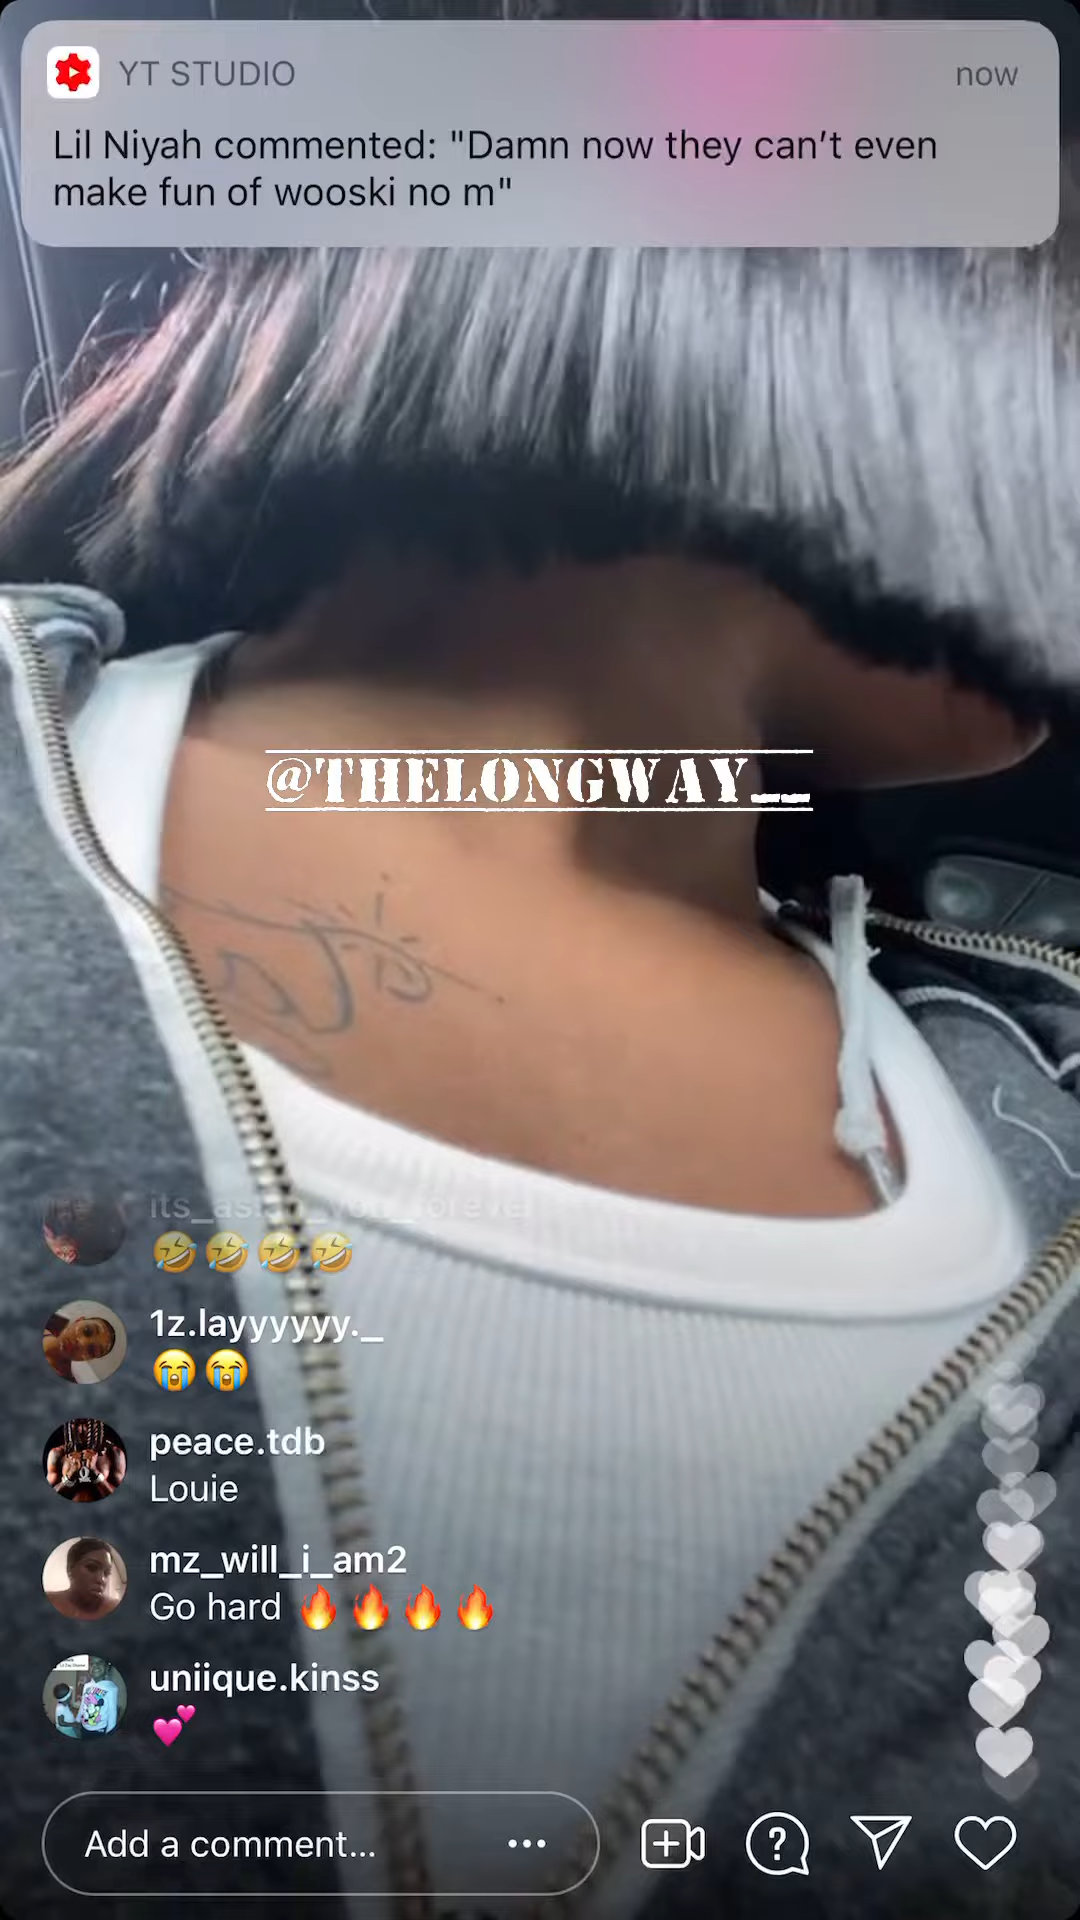 YT STUDIO
now
Lil Niyah commented: "Damn now they can’t even
make fun of wooski no m"
@THELONGWAY__
🤣🤣🤣🤣
1z.layyyyyy._
😭😭
peace.tdb
Louie
mz_will_i_am2
Go hard 🔥🔥🔥🔥
uniique.kinss
💕
Add a comment...